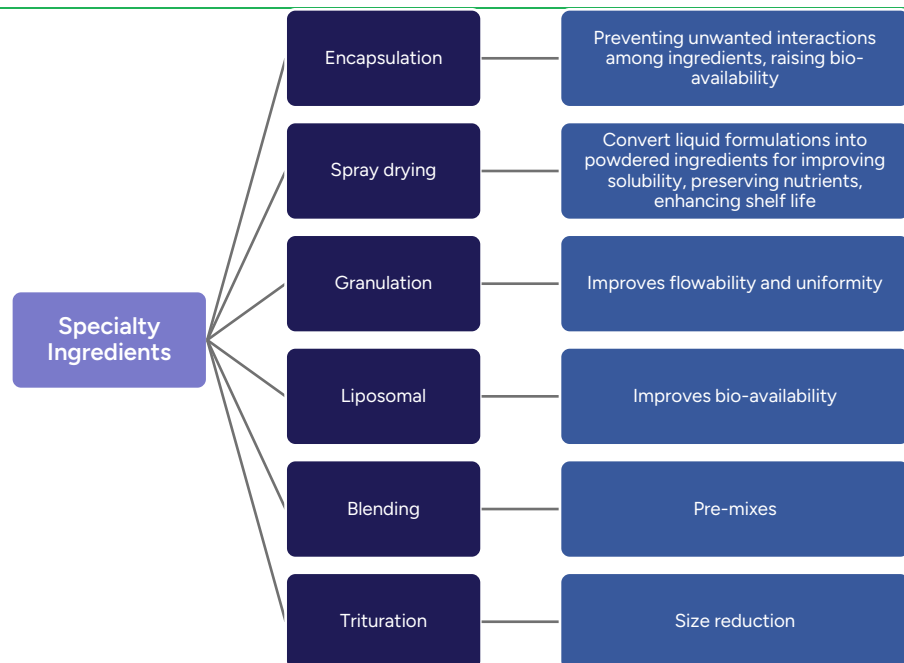 Encapsulation
Preventing unwanted interactions
among ingredients, raising bio-
availability
Spray drying
Convert liquid formulations into
powdered ingredients for improving
solubility, preserving nutrients,
enhancing shelf life
Granulation
Improves flowability and uniformity
Specialty
Ingredients
Liposomal
Improves bio-availability
Blending
Pre-mixes
Trituration
Size reduction